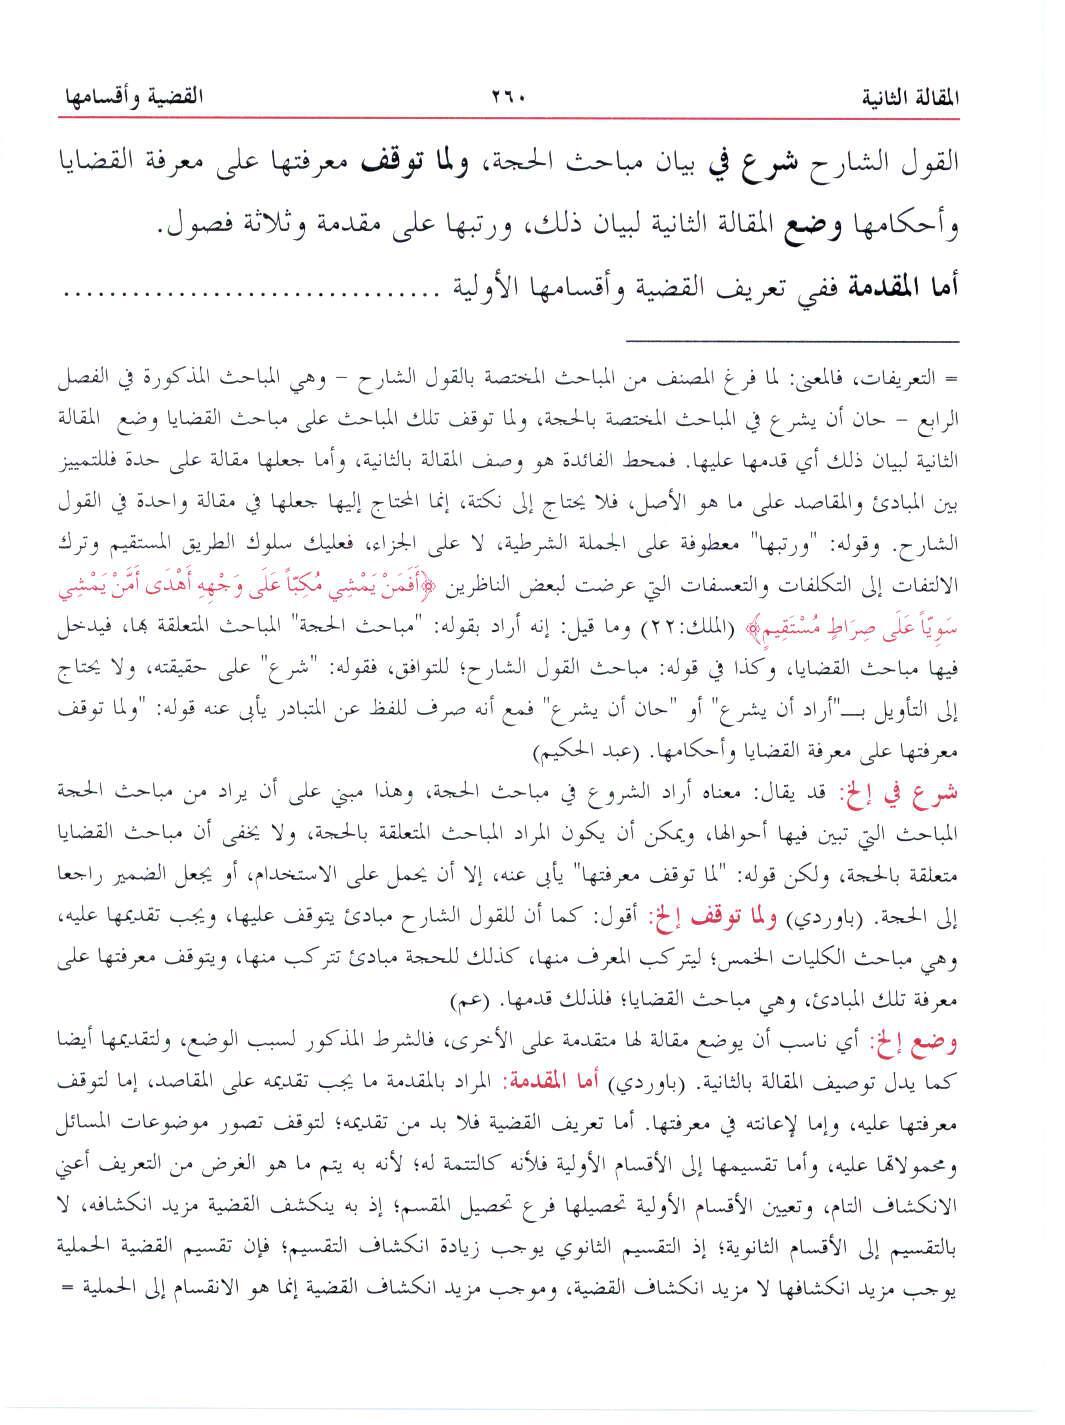 المقالة الثانية ٢٦٠ القضية وأقسامها
القول الشارح شرع في بيان مباحث الحجة، ولما توقف معرفتها على معرفة القضايا
وأحكامها وضع المقالة الثانية لبيان ذلك، ورتبها على مقدمة وثلاثة فصول.
أما المقدمة ففي تعريف القضية وأقسامها الأولية .................................
= التعريفات، فالمعنى: لما فرغ المصنف من المباحث المختصة بالقول الشارح – وهي المباحث المذكورة في الفصل
الرابع – حان أن يشرع في المباحث المختصة بالحجة، ولما توقف تلك المباحث على مباحث القضايا وضع المقالة
الثانية لبيان ذلك أي قدمها عليها. فمحط الفائدة هو وصف المقالة بالثانية، وأما جعلها مقالة على حدة فللتمييز
بين المبادئ والمقاصد على ما هو الأصل، فلا يحتاج إلى نكتة، إنما المحتاج إليها جعلها في مقالة واحدة في القول
الشارح. وقوله: "ورتبها" معطوفة على الجملة الشرطية، لا على الجزاء، فعليك سلوك الطريق المستقيم وترك
الالتفات إلى التكلفات والتعسفات التي عرضت لبعض الناظرين ﴿أَفَمَنْ يَمْشِي مُكِبّاً عَلَى وَجْهِهِ أَهْدَى أَمَّنْ يَمْشِي
سَوِيّاً عَلَى صِرَاطٍ مُسْتَقِيمٍ﴾ (الملك:٢٢) وما قيل: إنه أراد بقوله: "مباحث الحجة" المباحث المتعلقة بها، فيدخل
فيها مباحث القضايا، وكذا في قوله: مباحث القول الشارح؛ للتوافق، فقوله: "شرع" على حقيقته، ولا يحتاج
إلى التأويل بــ"أراد أن يشرع" أو "حان أن يشرع" فمع أنه صرف للفظ عن المتبادر يأبى عنه قوله: "ولما توقف
معرفتها على معرفة القضايا وأحكامها. (عبد الحكيم)
شرع في إلخ: قد يقال: معناه أراد الشروع في مباحث الحجة، وهذا مبني على أن يراد من مباحث الحجة
المباحث التي تبين فيها أحوالها، ويمكن أن يكون المراد المباحث المتعلقة بالحجة، ولا يخفى أن مباحث القضايا
متعلقة بالحجة، ولكن قوله: "لما توقف معرفتها" يأبى عنه، إلا أن يحمل على الاستخدام، أو يجعل الضمير راجعا
إلى الحجة. (باوردي) ولما توقف إلخ: أقول: كما أن للقول الشارح مبادئ يتوقف عليها، ويجب تقديمها عليه،
وهي مباحث الكليات الخمس؛ ليتركب المعرف منها، كذلك للحجة مبادئ تتركب منها، ويتوقف معرفتها على
معرفة تلك المبادئ، وهي مباحث القضايا؛ فلذلك قدمها. (عم)
وضع إلخ: أي ناسب أن يوضع مقالة لها متقدمة على الأخرى، فالشرط المذكور لسبب الوضع، ولتقديمها أيضا
كما يدل توصيف المقالة بالثانية. (باوردي) أما المقدمة: المراد بالمقدمة ما يجب تقديمه على المقاصد، إما لتوقف
معرفتها عليه، وإما لإعانته في معرفتها. أما تعريف القضية فلا بد من تقديمه؛ لتوقف تصور موضوعات المسائل
ومحمولاتها عليه، وأما تقسيمها إلى الأقسام الأولية فلأنه كالتتمة له؛ لأنه به يتم ما هو الغرض من التعريف أعني
الانكشاف التام، وتعيين الأقسام الأولية تحصيلها فرع تحصيل المقسم؛ إذ به ينكشف القضية مزيد انكشافه، لا
بالتقسيم إلى الأقسام الثانوية؛ إذ التقسيم الثانوي يوجب زيادة انكشاف التقسيم؛ فإن تقسيم القضية الحملية
يوجب مزيد انكشافها لا مزيد انكشاف القضية، وموجب مزيد انكشاف القضية إنما هو الانقسام إلى الحملية =